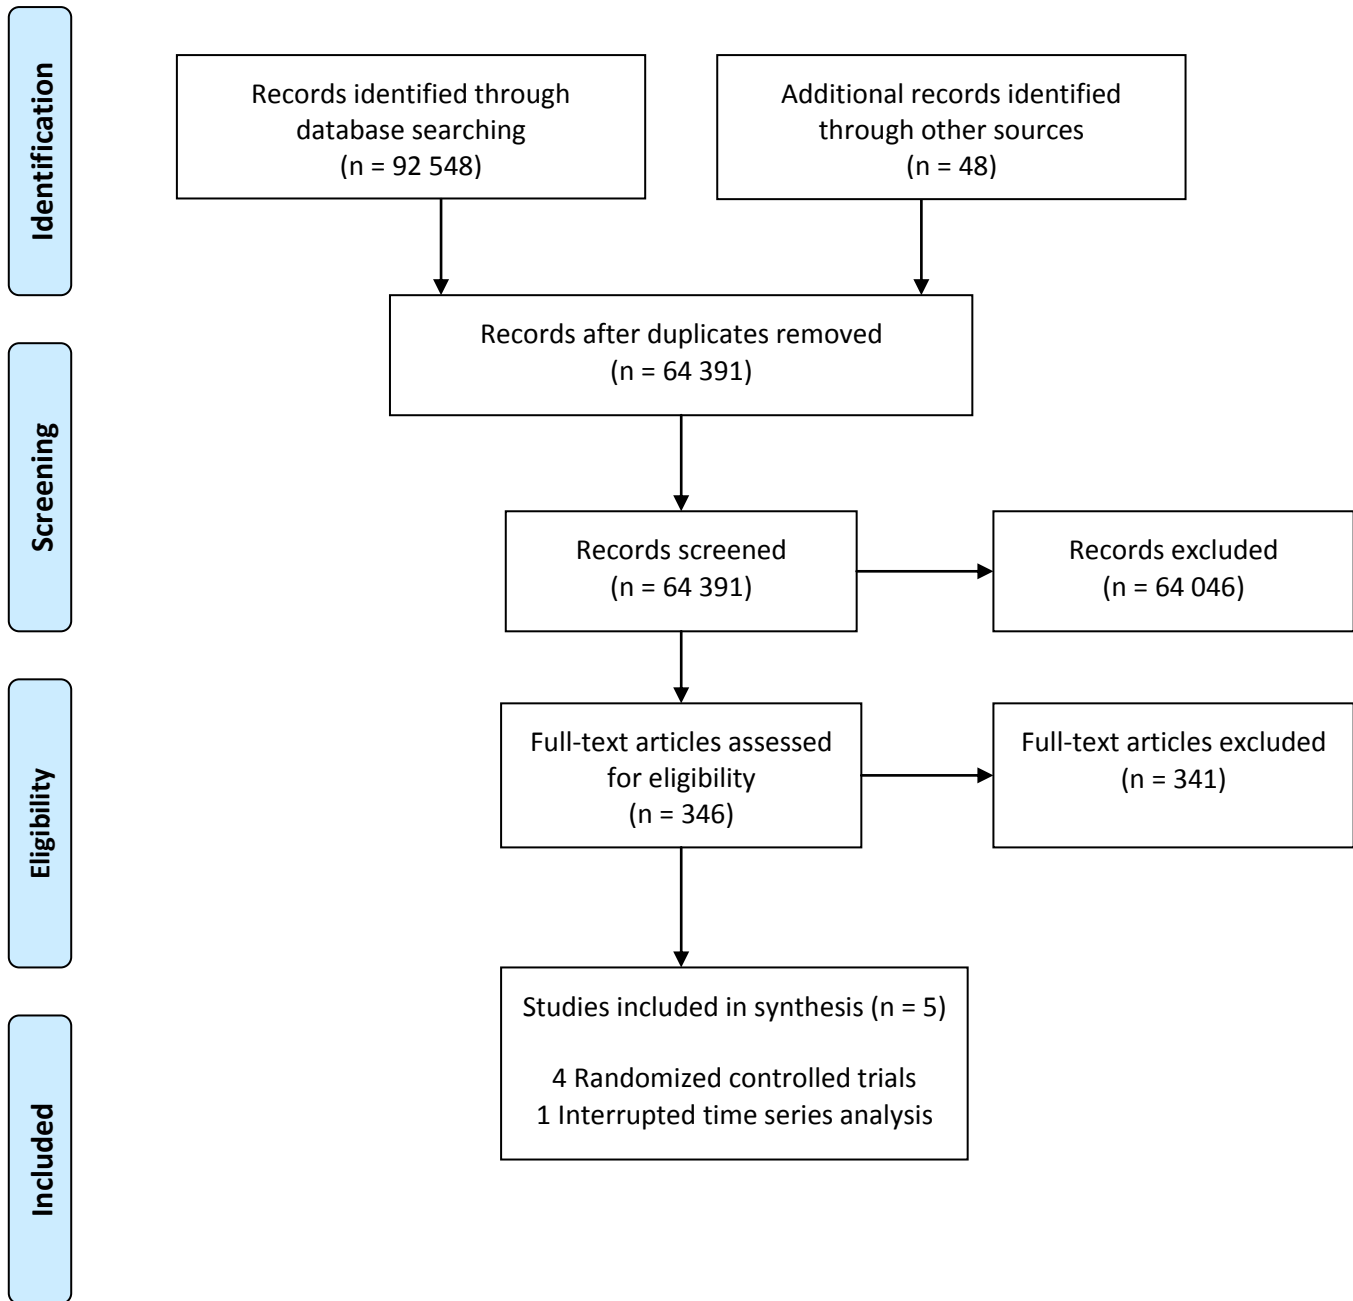 Identification
Records identified through
database searching
(n = 92 548)
Additional records identified
through other sources
(n = 48)
Records after duplicates removed
(n = 64 391)
Screening
Records screened
(n = 64 391)
Records excluded
(n = 64 046)
Eligibility
Full-text articles assessed
for eligibility
(n = 346)
Full-text articles excluded
(n = 341)
Included
Studies included in synthesis (n = 5)
4 Randomized controlled trials
1 Interrupted time series analysis